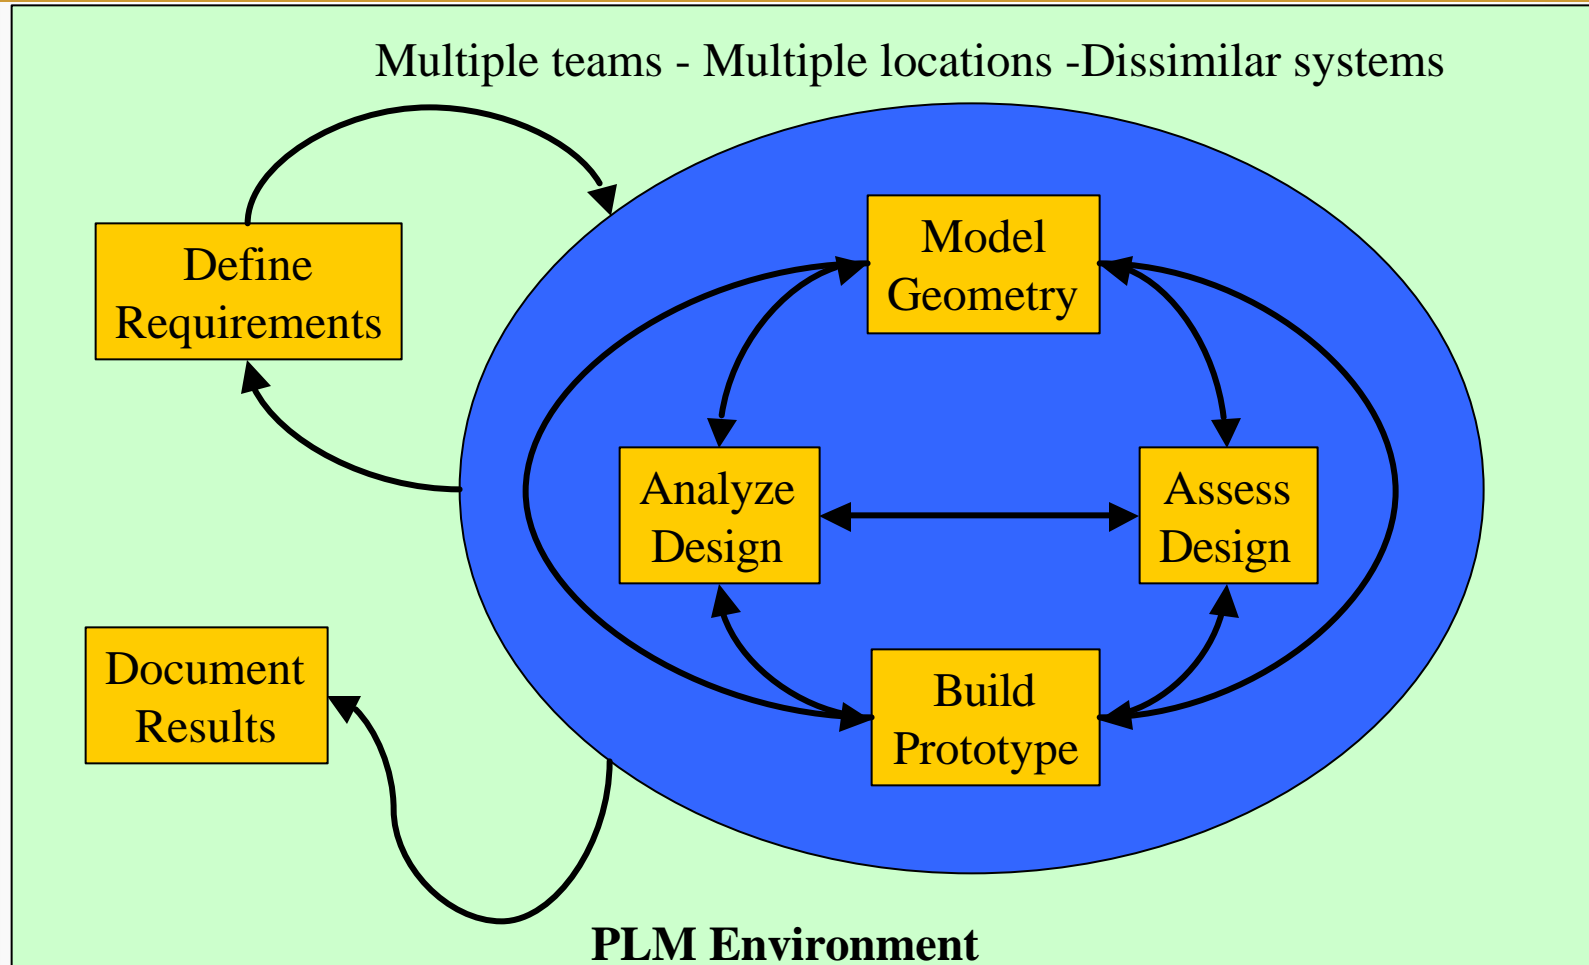 Multiple teams - Multiple locations -Dissimilar systems
Define
Requirements
Model
Geometry
Analyze
Design
Assess
Design
Document
Results
Build
Prototype
PLM Environment